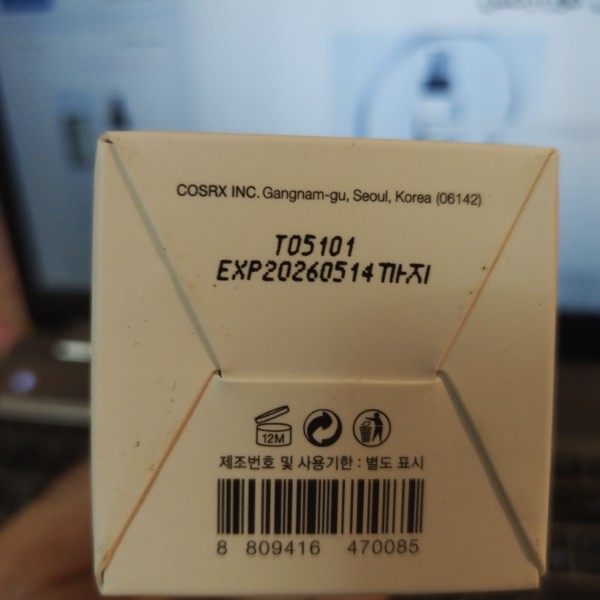 COSRX INC. Gangnam-gu, Seoul, Korea (06142)
T05101
EXP20260514까지
12M
제조번호 및 사용기한 : 별도 표시
8 809416 470085